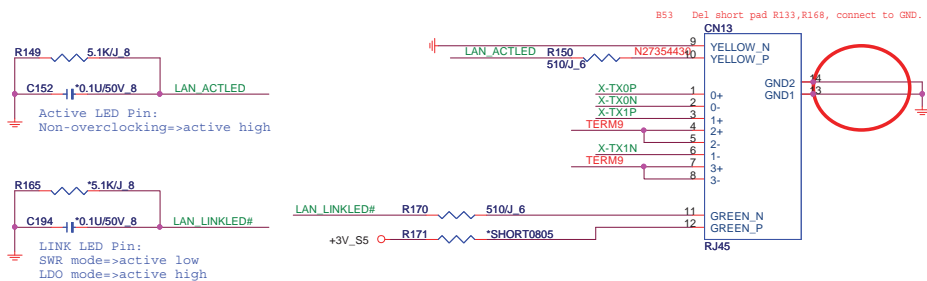 B53 Del short pad R133,R168, connect to GND.
CN13
R149 5.1K/J_8
C152 *0.1U/50V_8 LAN_ACTLED
Active LED Pin:
Non-overclocking=>active high
R165 *5.1K/J_8
C194 *0.1U/50V_8 LAN_LINKLED#
LINK LED Pin:
SWR mode=>active low
LDO mode=>active high
9 YELLOW_N
LAN_ACTLED R150 510/J_6 N27354430 10 YELLOW_P
GND2 14
GND1 13
X-TX0P 1 0+
X-TX0N 2 0-
X-TX1P 3 1+
TERM9 4 2+
5 2-
X-TX1N 6 1-
TERM9 7 3+
8 3-
LAN_LINKLED# R170 510/J_6 11 GREEN_N
+3V_S5 R171 *SHORT0805 12 GREEN_P
RJ45